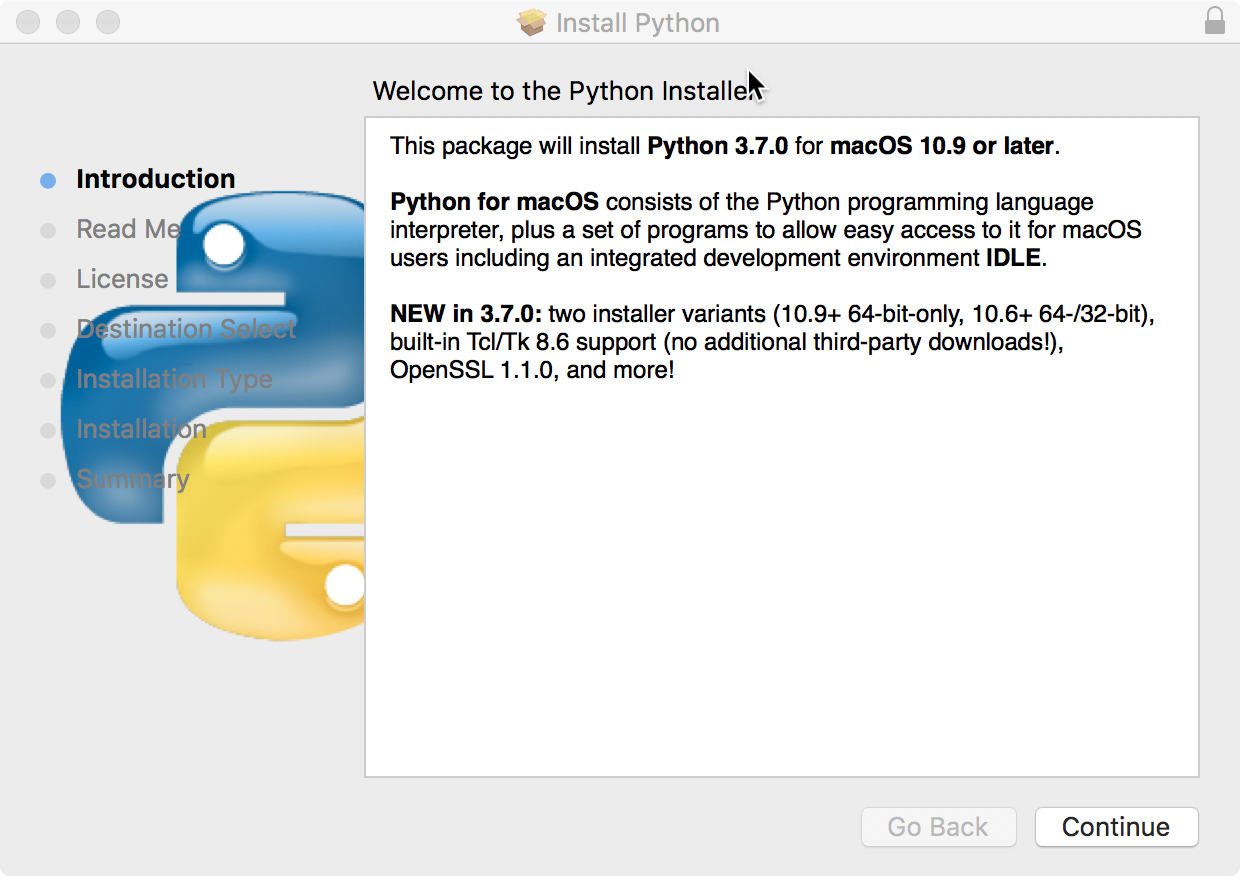 Install Python
Welcome to the Python Installer
Introduction
Read Me
License
Destination Select
Installation Type
Installation
Summary
This package will install Python 3.7.0 for macOS 10.9 or later.
Python for macOS consists of the Python programming language
interpreter, plus a set of programs to allow easy access to it for macOS
users including an integrated development environment IDLE.
NEW in 3.7.0: two installer variants (10.9+ 64-bit-only, 10.6+ 64-/32-bit),
built-in Tcl/Tk 8.6 support (no additional third-party downloads!),
OpenSSL 1.1.0, and more!
Go Back
Continue